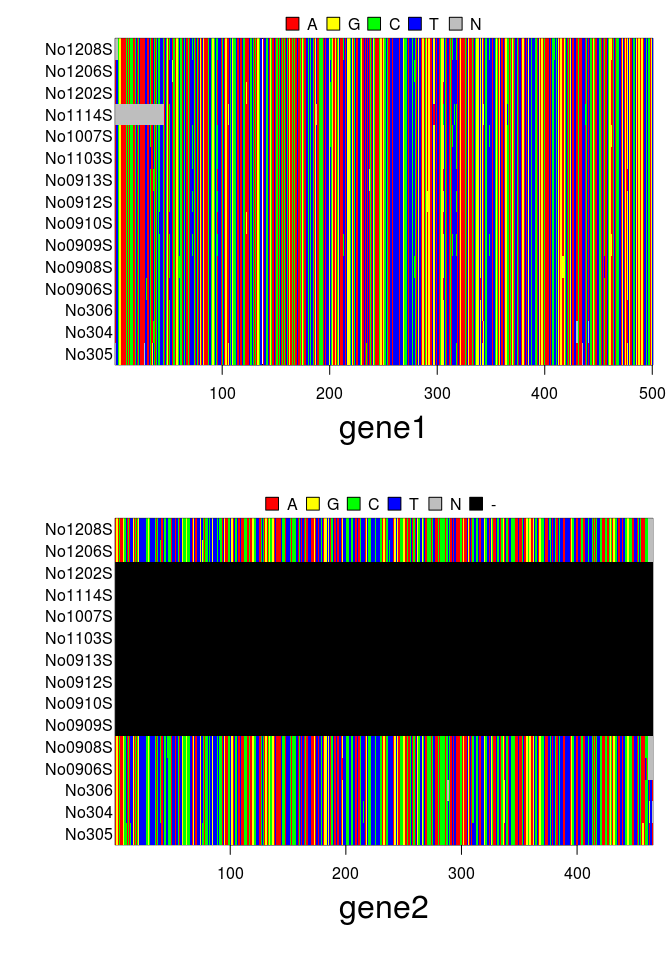 A G C T N
No1208S
No1206S
No1202S
No1114S
No1007S
No1103S
No0913S
No0912S
No0910S
No0909S
No0908S
No0906S
No306
No304
No305
100 200 300 400 500
gene1
A G C T N -
No1208S
No1206S
No1202S
No1114S
No1007S
No1103S
No0913S
No0912S
No0910S
No0909S
No0908S
No0906S
No306
No304
No305
100 200 300 400
gene2